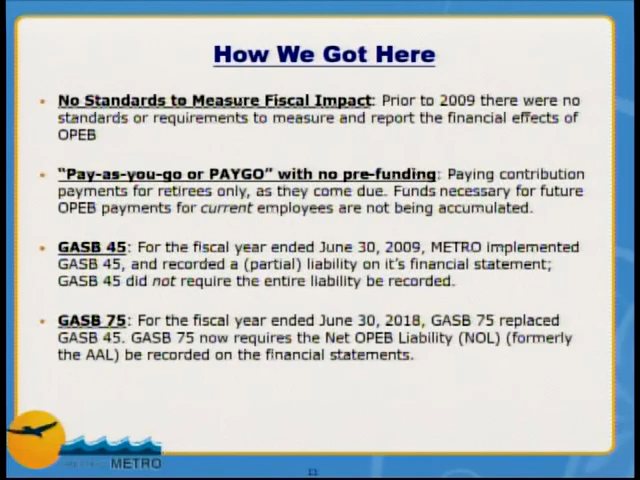 How We Got Here
• No Standards to Measure Fiscal Impact: Prior to 2009 there were no
standards or requirements to measure and report the financial effects of
OPEB
• "Pay-as-you-go or PAYGO" with no pre-funding: Paying contribution
payments for retirees only, as they come due. Funds necessary for future
OPEB payments for current employees are not being accumulated.
• GASB 45: For the fiscal year ended June 30, 2009, METRO implemented
GASB 45, and recorded a (partial) liability on it's financial statement;
GASB 45 did not require the entire liability be recorded.
• GASB 75: For the fiscal year ended June 30, 2018, GASB 75 replaced
GASB 45. GASB 75 now requires the Net OPEB Liability (NOL) (formerly
the AAL) be recorded on the financial statements.
METRO
11